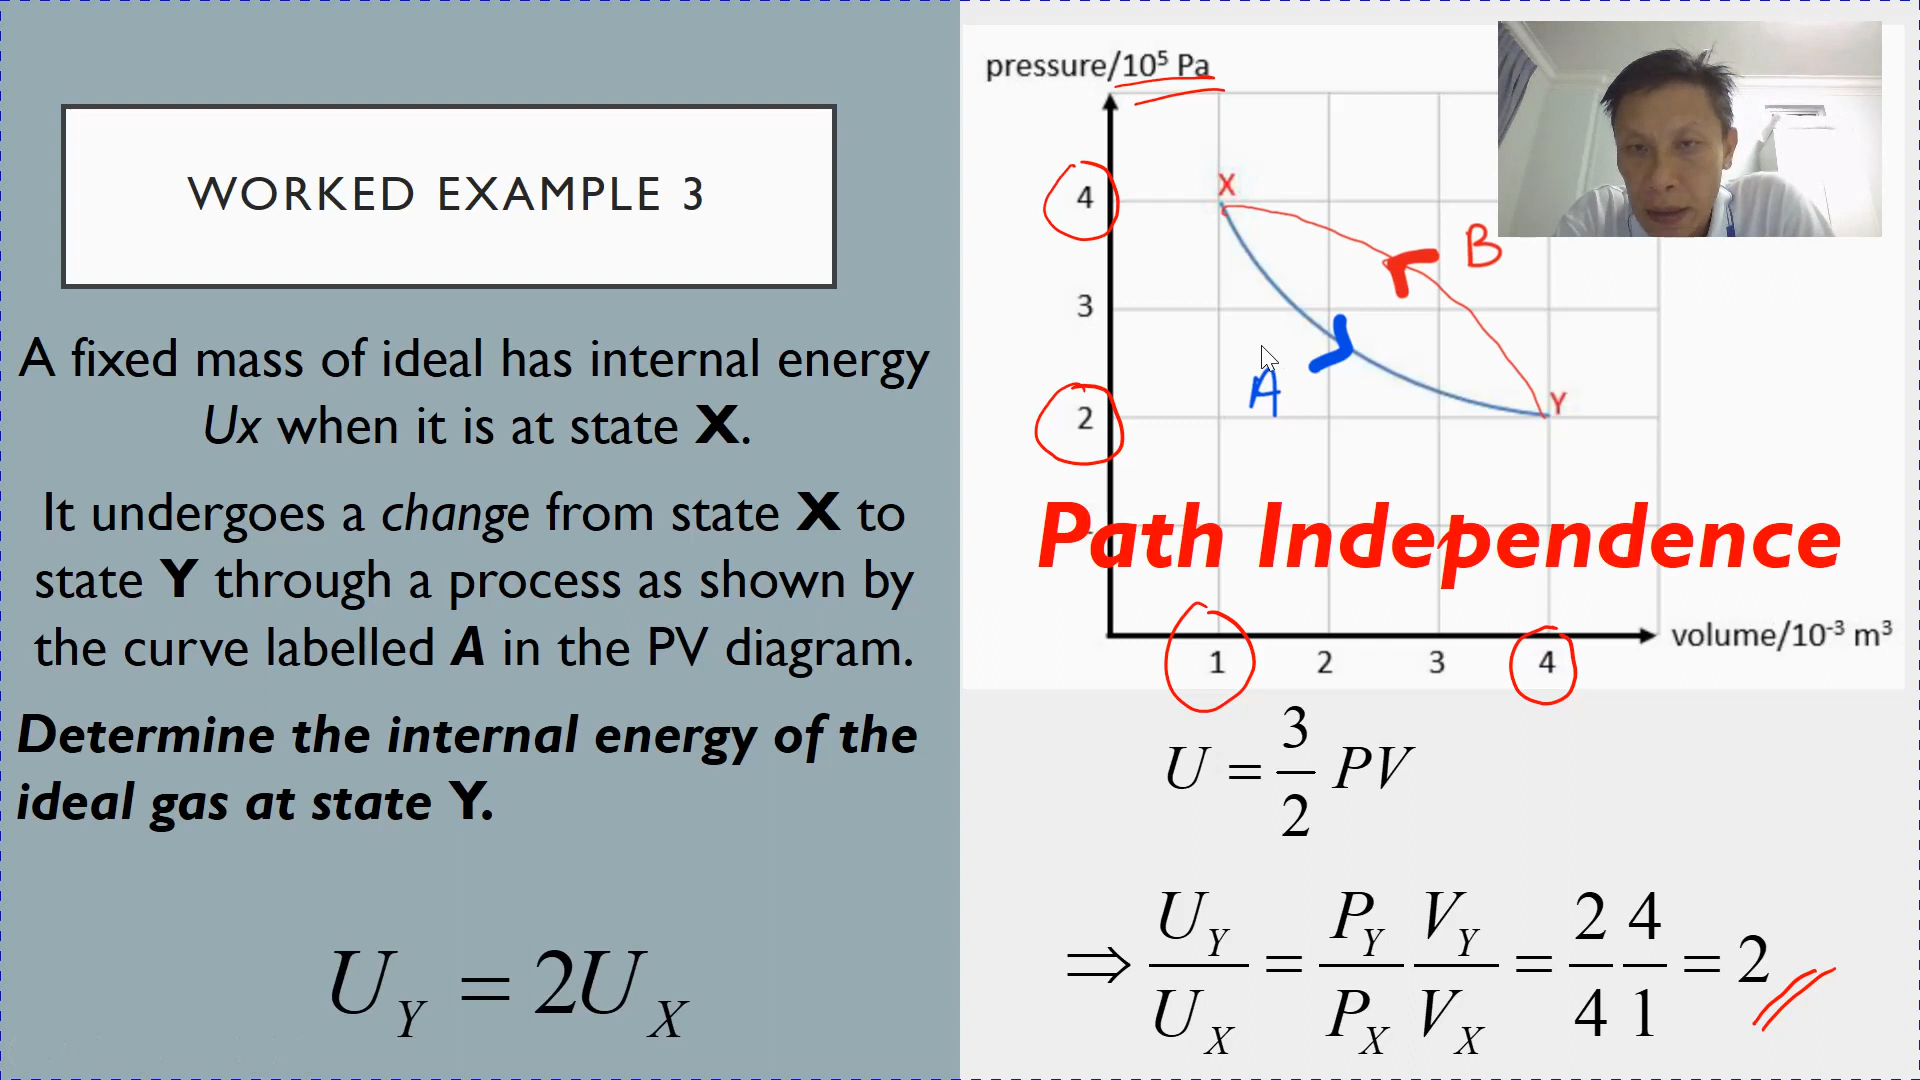 WORKED EXAMPLE 3
A fixed mass of ideal has internal energy
Ux when it is at state X.
It undergoes a change from state X to
state Y through a process as shown by
the curve labelled A in the PV diagram.
Determine the internal energy of the
ideal gas at state Y.
U_Y = 2U_X
pressure/10⁵ Pa
4
3
2
X
B
A
Y
Path Independence
1 2 3 4
volume/10⁻³ m³
U = 3/2 PV
⇒ U_Y/U_X = P_Y/P_X V_Y/V_X = 2/4 4/1 = 2